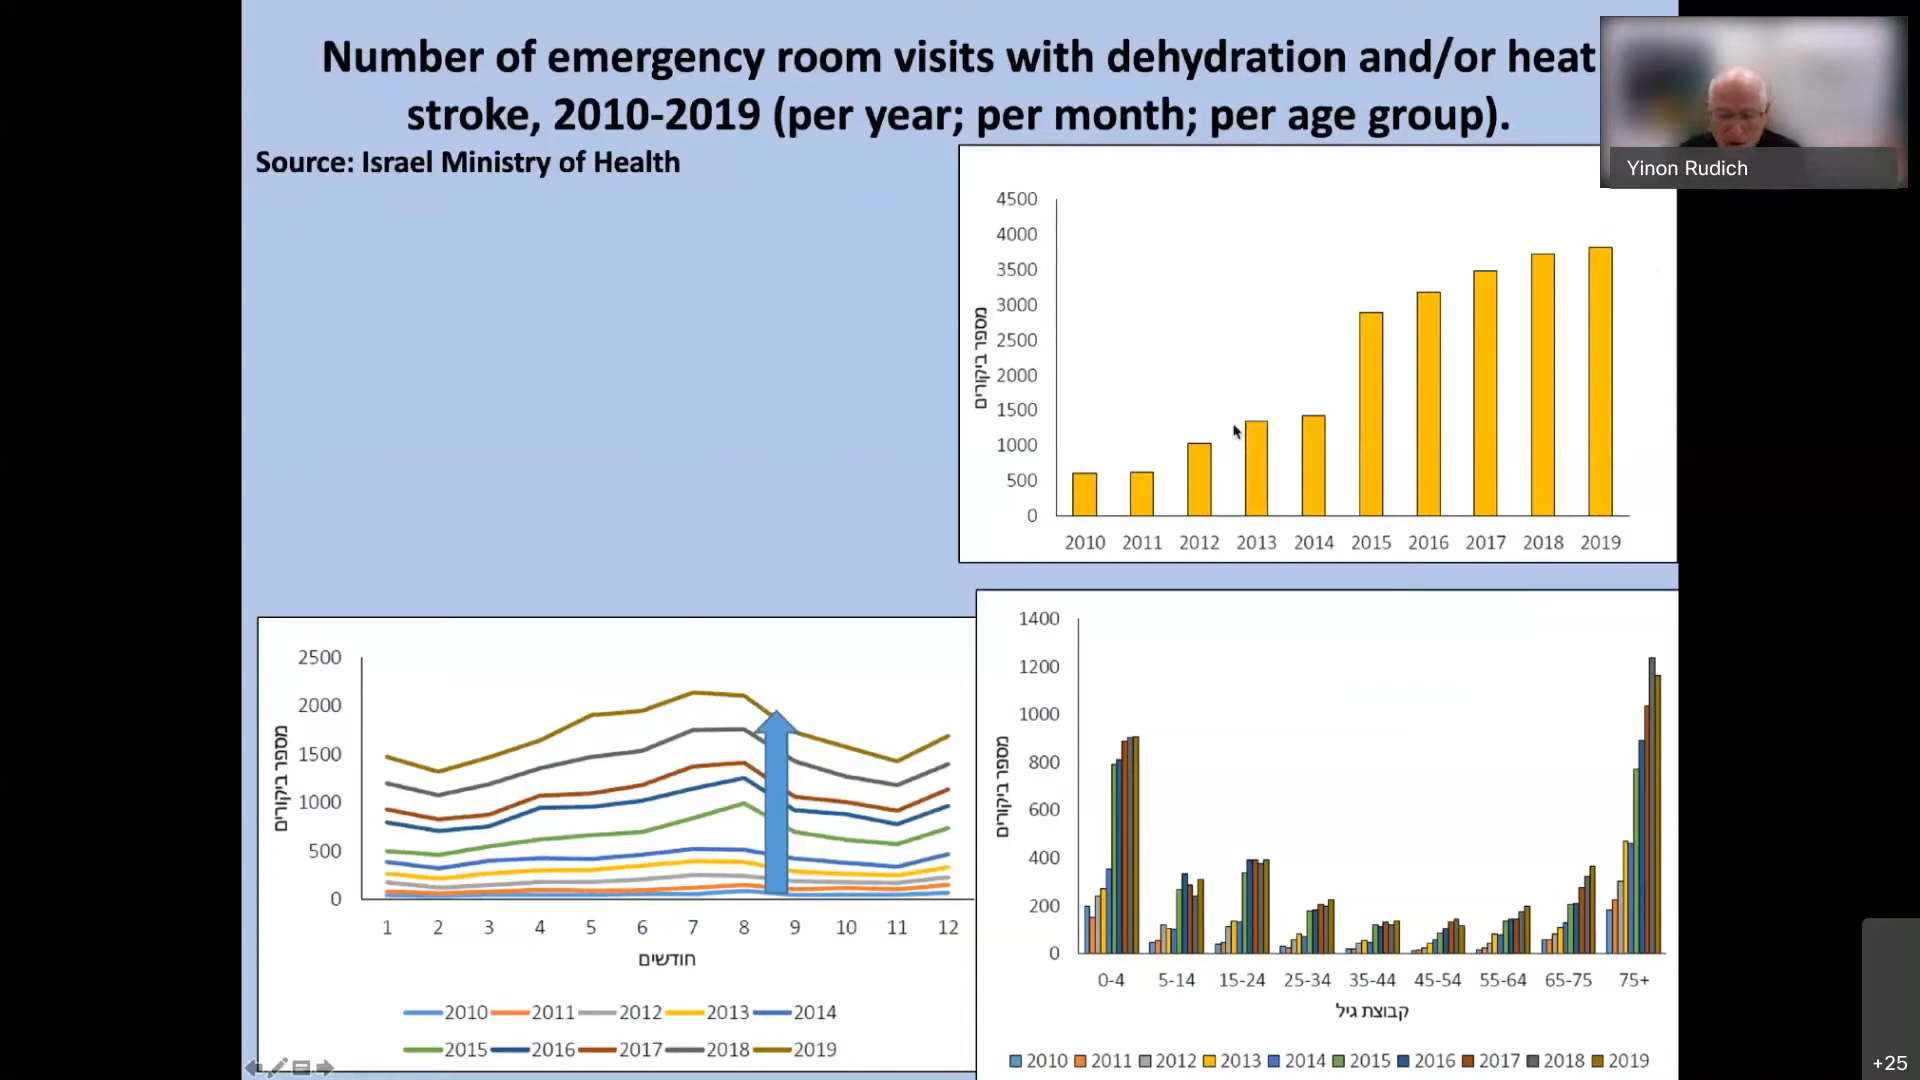 Number of emergency room visits with dehydration and/or heat
stroke, 2010-2019 (per year; per month; per age group).
Source: Israel Ministry of Health
Yinon Rudich
4500
4000
3500
3000
2500
2000
1500
1000
500
0
מספר ביקורים
2010 2011 2012 2013 2014 2015 2016 2017 2018 2019
2500
2000
1500
1000
500
0
מספר ביקורים
1 2 3 4 5 6 7 8 9 10 11 12
חודשים
2010 2011 2012 2013 2014
2015 2016 2017 2018 2019
1400
1200
1000
800
600
400
200
0
מספר ביקורים
0-4 5-14 15-24 25-34 35-44 45-54 55-64 65-75 75+
קבוצת גיל
2010 2011 2012 2013 2014 2015 2016 2017 2018 2019
+25